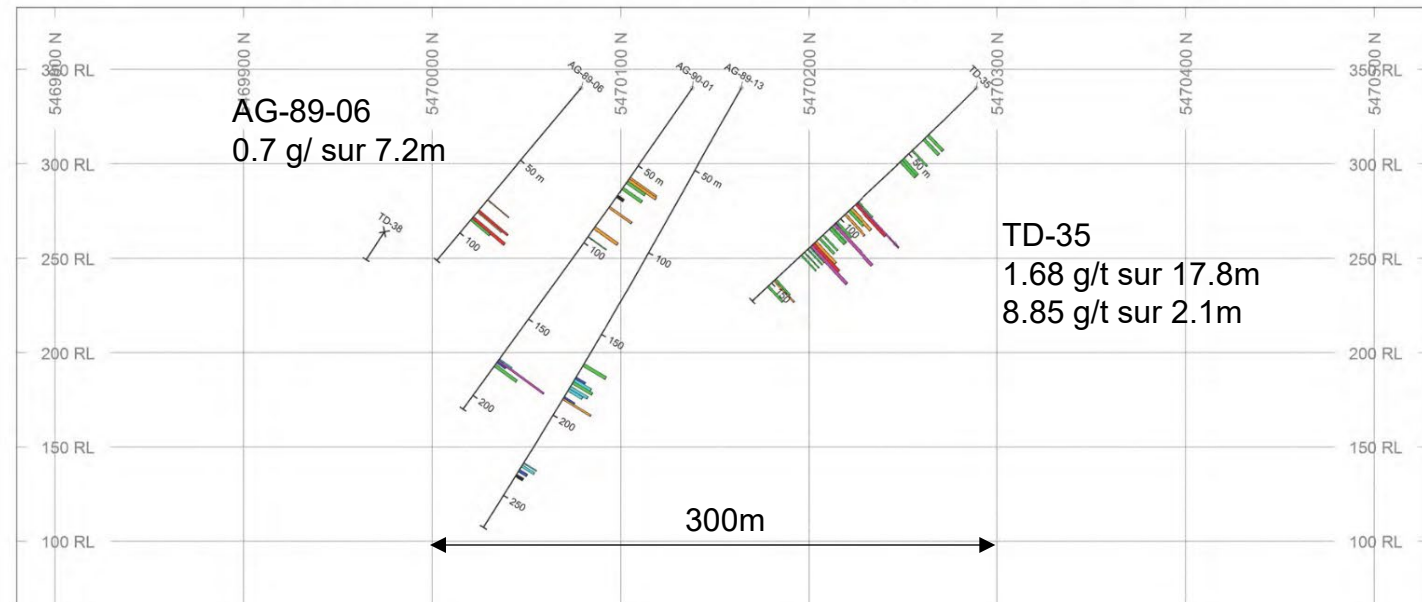 5469800 N
5469900 N
5470000 N
5470100 N
5470200 N
5470300 N
5470400 N
350 RL
350 RL
AG-89-06
AG-90-01
AG-89-13
TD-35
AG-89-06
0.7 g/ sur 7.2m
50 m
50 m
50 m
50 m
300 RL
300 RL
TD-38
100
100
100
100
TD-35
1.68 g/t sur 17.8m
8.85 g/t sur 2.1m
250 RL
250 RL
150
150
150
200 RL
200 RL
200
200
150 RL
150 RL
250
300m
100 RL
100 RL